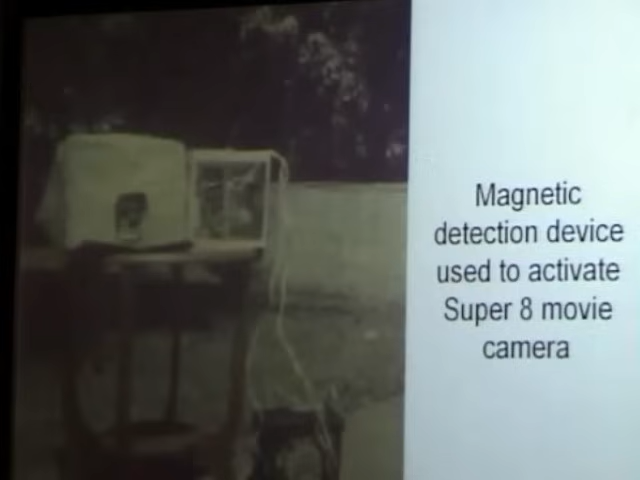 Magnetic
detection device
used to activate
Super 8 movie
camera